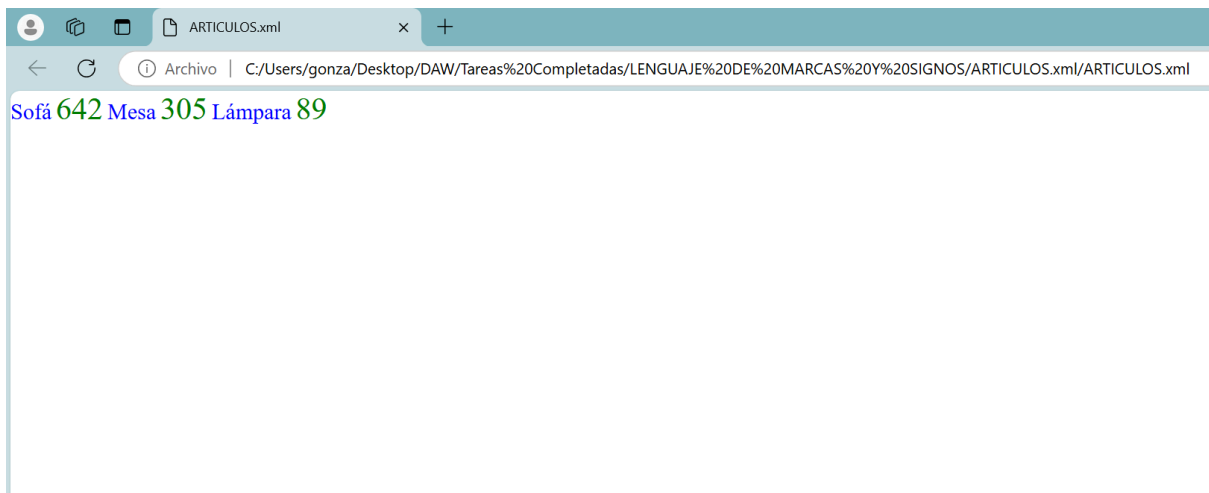 ARTICULOS.xml
Archivo | C:/Users/gonza/Desktop/DAW/Tareas%20Completadas/LENGUAJE%20DE%20MARCAS%20Y%20SIGNOS/ARTICULOS.xml/ARTICULOS.xml
Sofá 642 Mesa 305 Lámpara 89